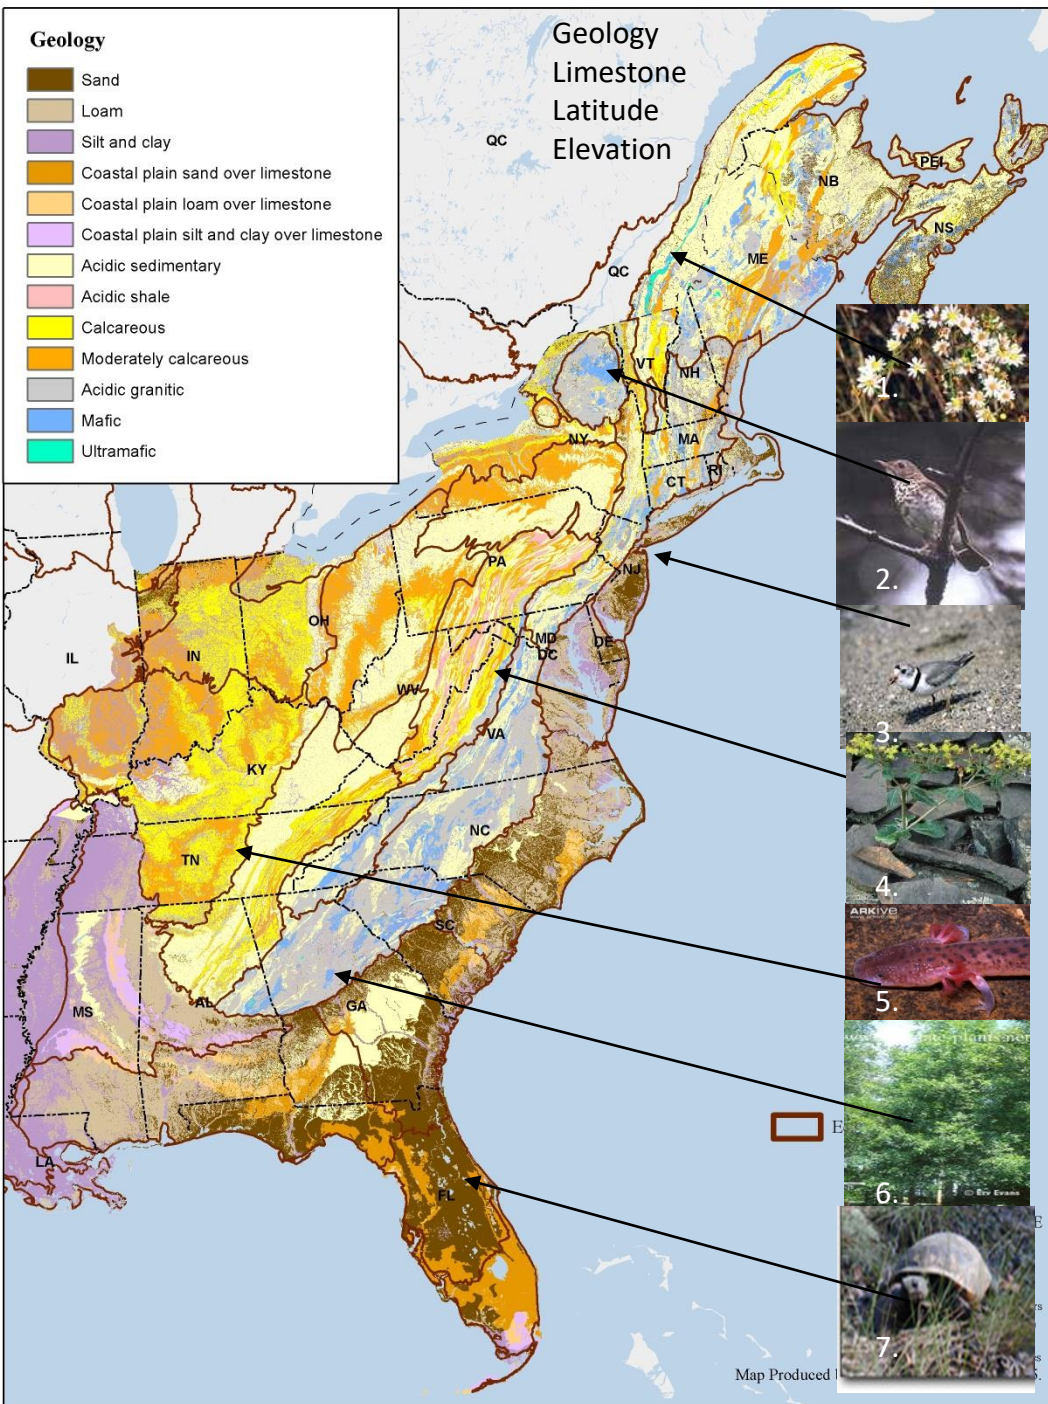 Geology
Sand
Loam
Silt and clay
Coastal plain sand over limestone
Coastal plain loam over limestone
Coastal plain silt and clay over limestone
Acidic sedimentary
Acidic shale
Calcareous
Moderately calcareous
Acidic granitic
Mafic
Ultramafic
Geology
Limestone
Latitude
Elevation
QC
QC
PEI
NB
NS
ME
VT
NH
NY
MA
CT
RI
PA
NJ
OH
MD
DE
DC
IL
IN
WV
VA
KY
NC
TN
SC
MS
AL
GA
LA
FL
1.
2.
3.
4.
ARKIVE
5.
6.
© Erv Evans
7.
Map Produced